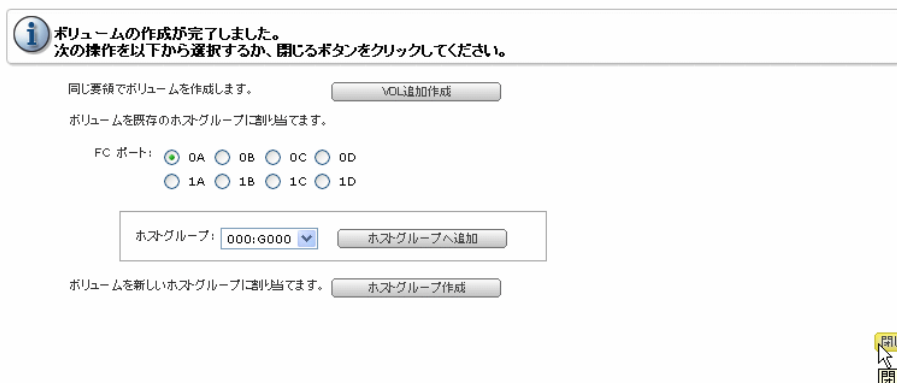 ボリュームの作成が完了しました。
次の操作を以下から選択するか、閉じるボタンをクリックしてください。
同じ要領でボリュームを作成します。 VOL追加作成
ボリュームを既存のホストグループに割り当てます。
FC ポート: 0A 0B 0C 0D
1A 1B 1C 1D
ホストグループ: 000:G000 ホストグループへ追加
ボリュームを新しいホストグループに割り当てます。 ホストグループ作成
閉じ
閉